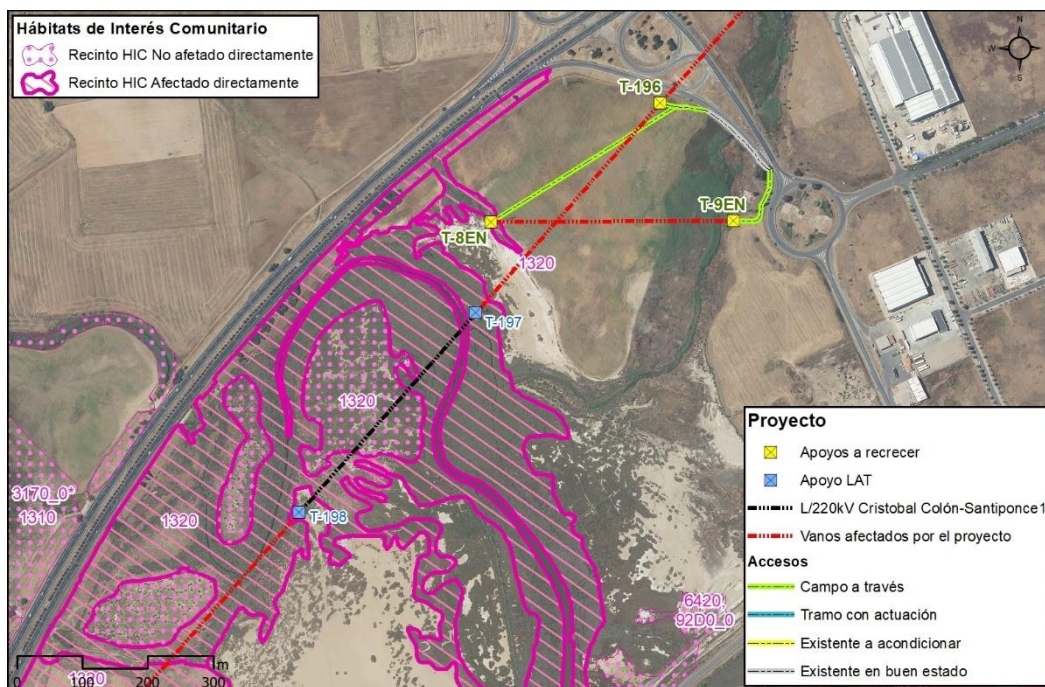 Hábitats de Interés Comunitario
Recinto HIC No afetado directamente
Recinto HIC Afectado directamente
N
W
E
S
T-196
T-9EN
T-8EN
1320
T-197
1320
3170_0*
1310
1320
T-198
6420,
92D0_0
1320
0 100 200 300
m
Proyecto
Apoyos a recrecer
Apoyo LAT
L/220kV Cristobal Colón-Santiponce1
Vanos afectados por el proyecto
Accesos
Campo a través
Tramo con actuación
Existente a acondicionar
Existente en buen estado